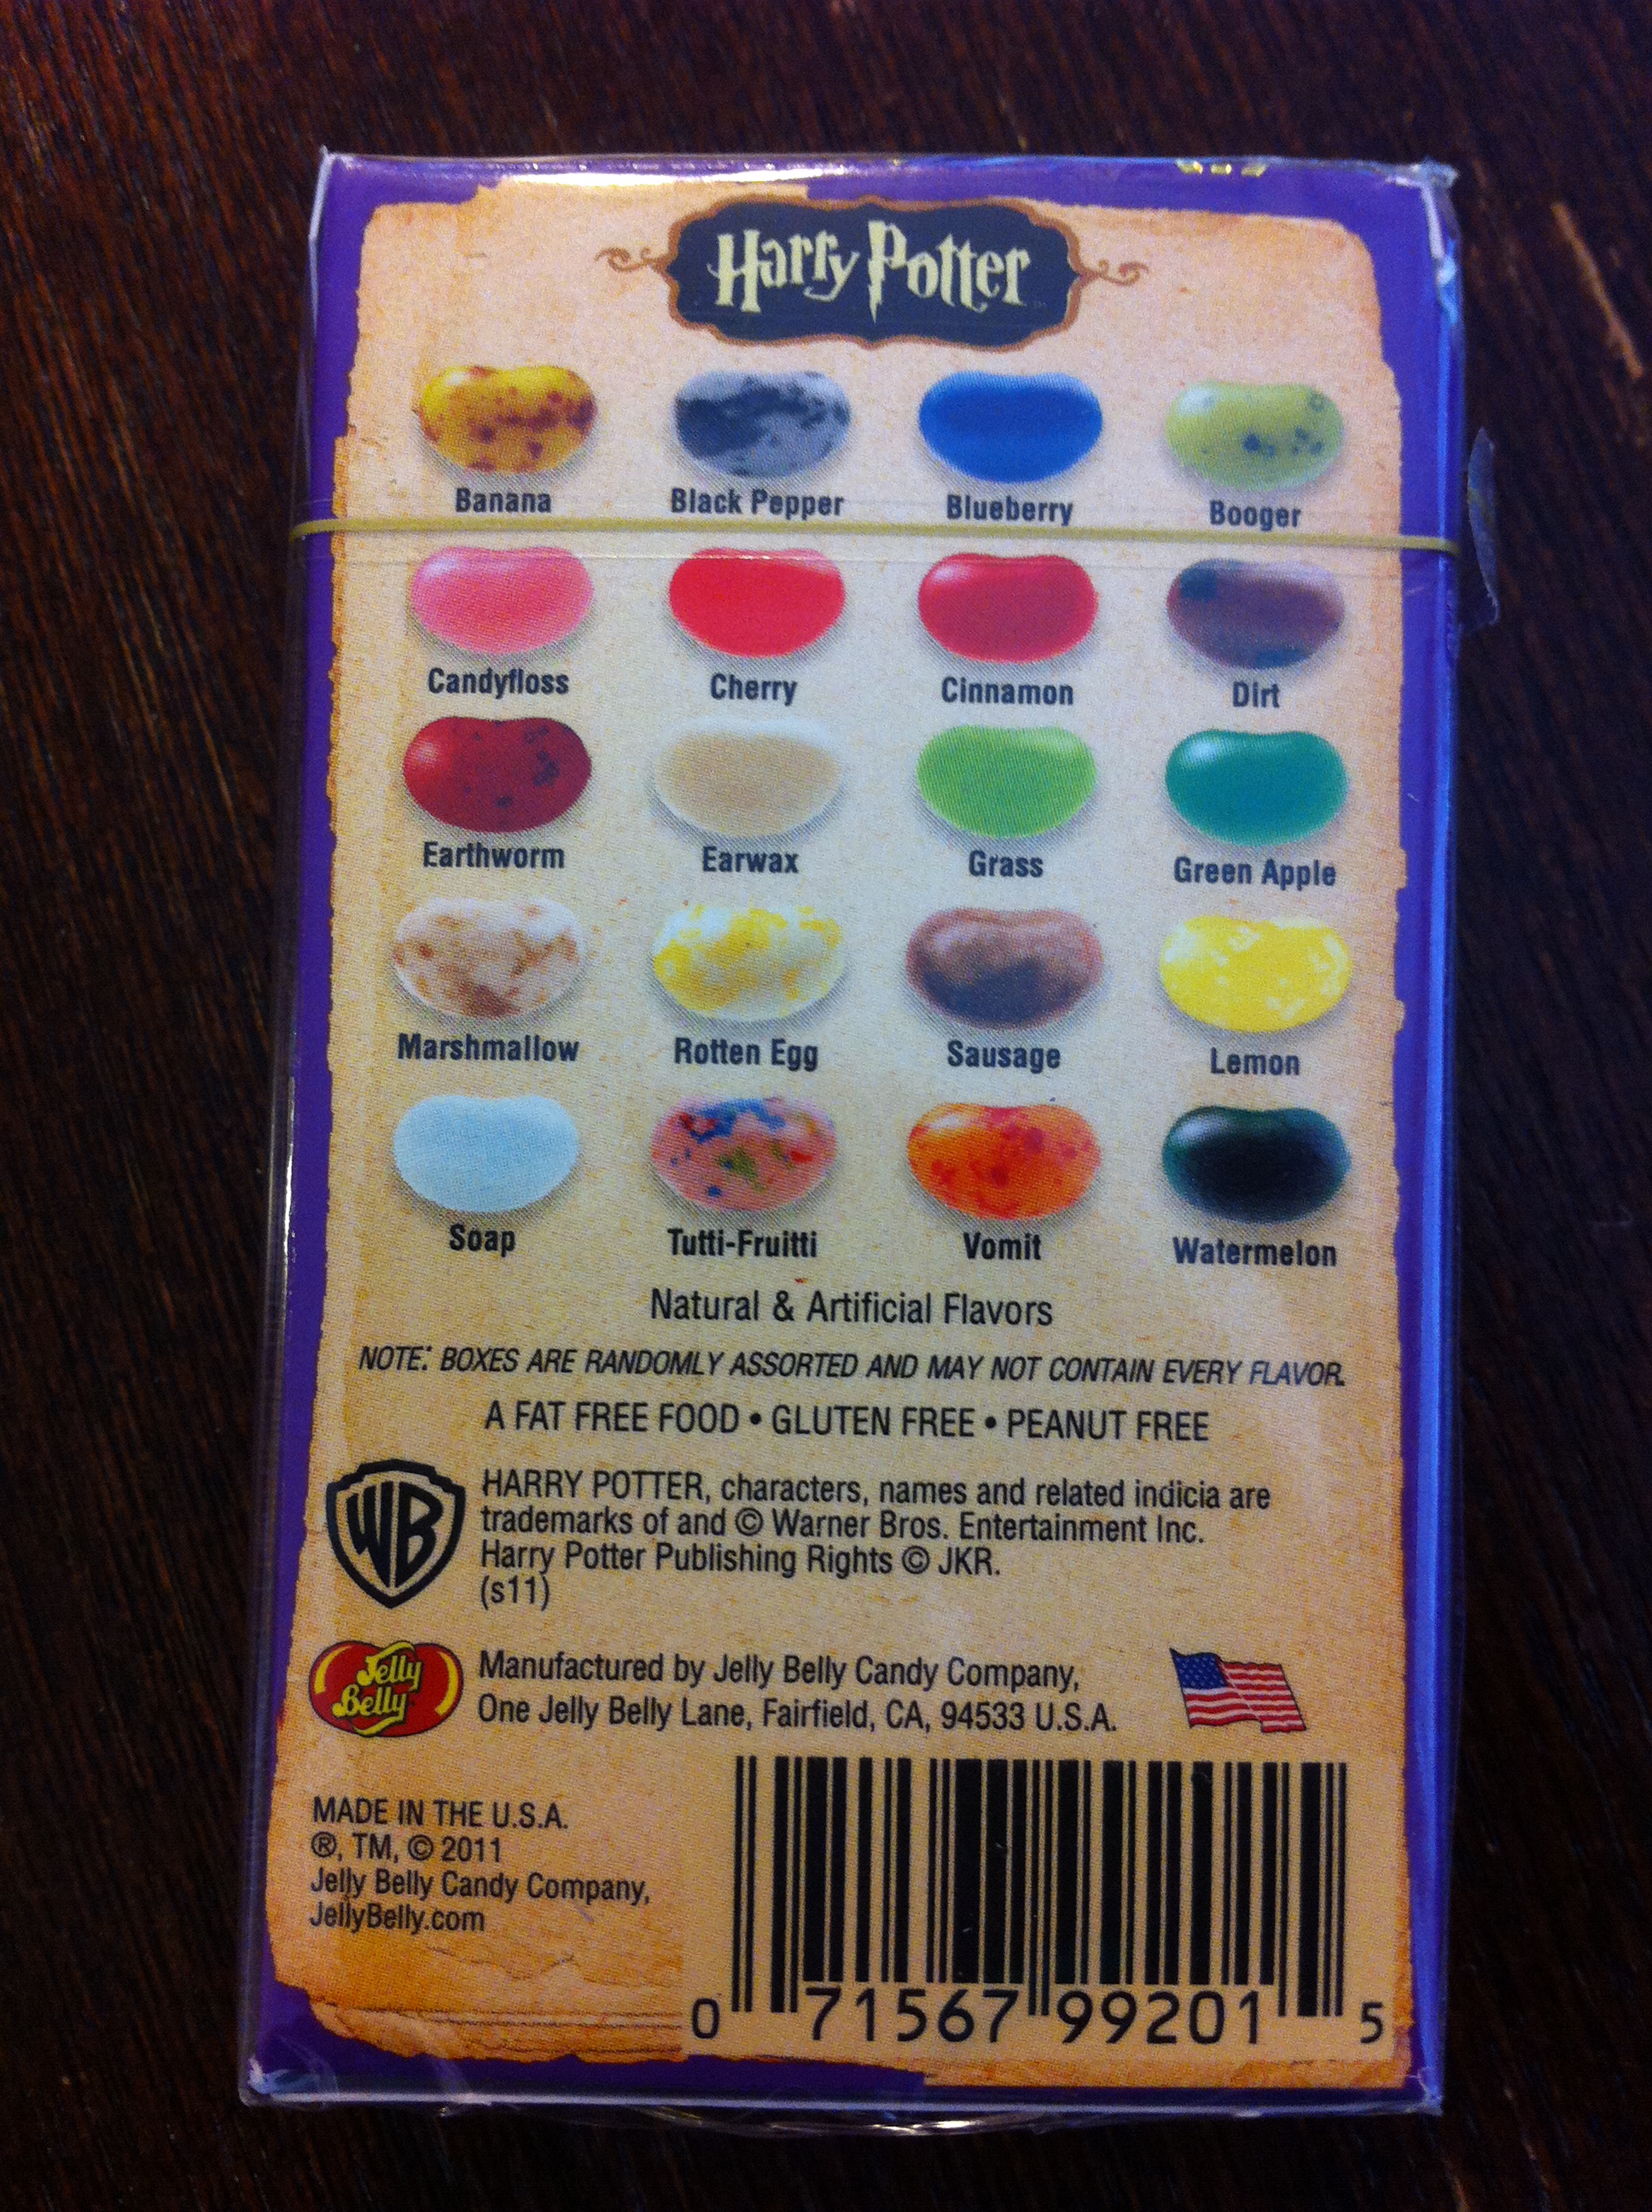 Harry Potter
Banana Black Pepper Blueberry Booger
Candyfloss Cherry Cinnamon Dirt
Earthworm Earwax Grass Green Apple
Marshmallow Rotten Egg Sausage Lemon
Soap Tutti-Fruitti Vomit Watermelon
Natural & Artificial Flavors
NOTE: BOXES ARE RANDOMLY ASSORTED AND MAY NOT CONTAIN EVERY FLAVOR.
A FAT FREE FOOD • GLUTEN FREE • PEANUT FREE
WB
HARRY POTTER, characters, names and related indicia are
trademarks of and © Warner Bros. Entertainment Inc.
Harry Potter Publishing Rights © JKR.
(s11)
Jelly
Belly
Manufactured by Jelly Belly Candy Company,
One Jelly Belly Lane, Fairfield, CA, 94533 U.S.A.
MADE IN THE U.S.A.
®, TM, © 2011
Jelly Belly Candy Company,
JellyBelly.com
0 71567 99201 5